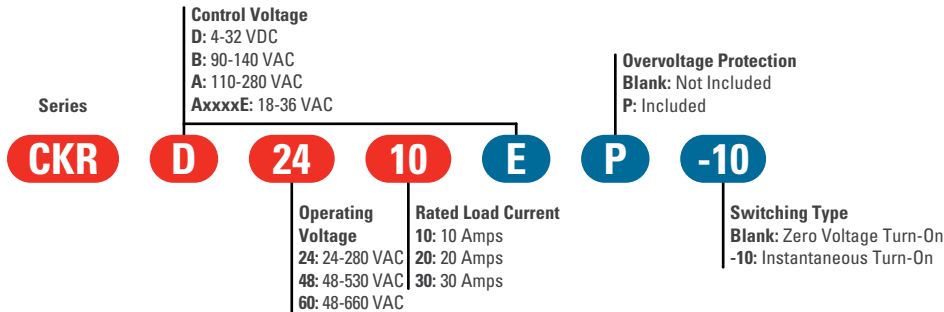 Control Voltage
D: 4-32 VDC
B: 90-140 VAC
A: 110-280 VAC
AxxxxE: 18-36 VAC
Overvoltage Protection
Blank: Not Included
P: Included
Series
CKR D 24 10 E P -10
Operating
Voltage
24: 24-280 VAC
48: 48-530 VAC
60: 48-660 VAC
Rated Load Current
10: 10 Amps
20: 20 Amps
30: 30 Amps
Switching Type
Blank: Zero Voltage Turn-On
-10: Instantaneous Turn-On